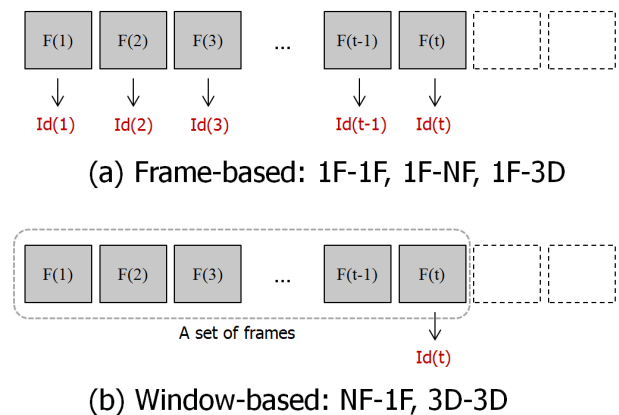 F(1) F(2) F(3) ... F(t-1) F(t)
Id(1) Id(2) Id(3) Id(t-1) Id(t)
(a) Frame-based: 1F-1F, 1F-NF, 1F-3D
F(1) F(2) F(3) ... F(t-1) F(t)
A set of frames
Id(t)
(b) Window-based: NF-1F, 3D-3D